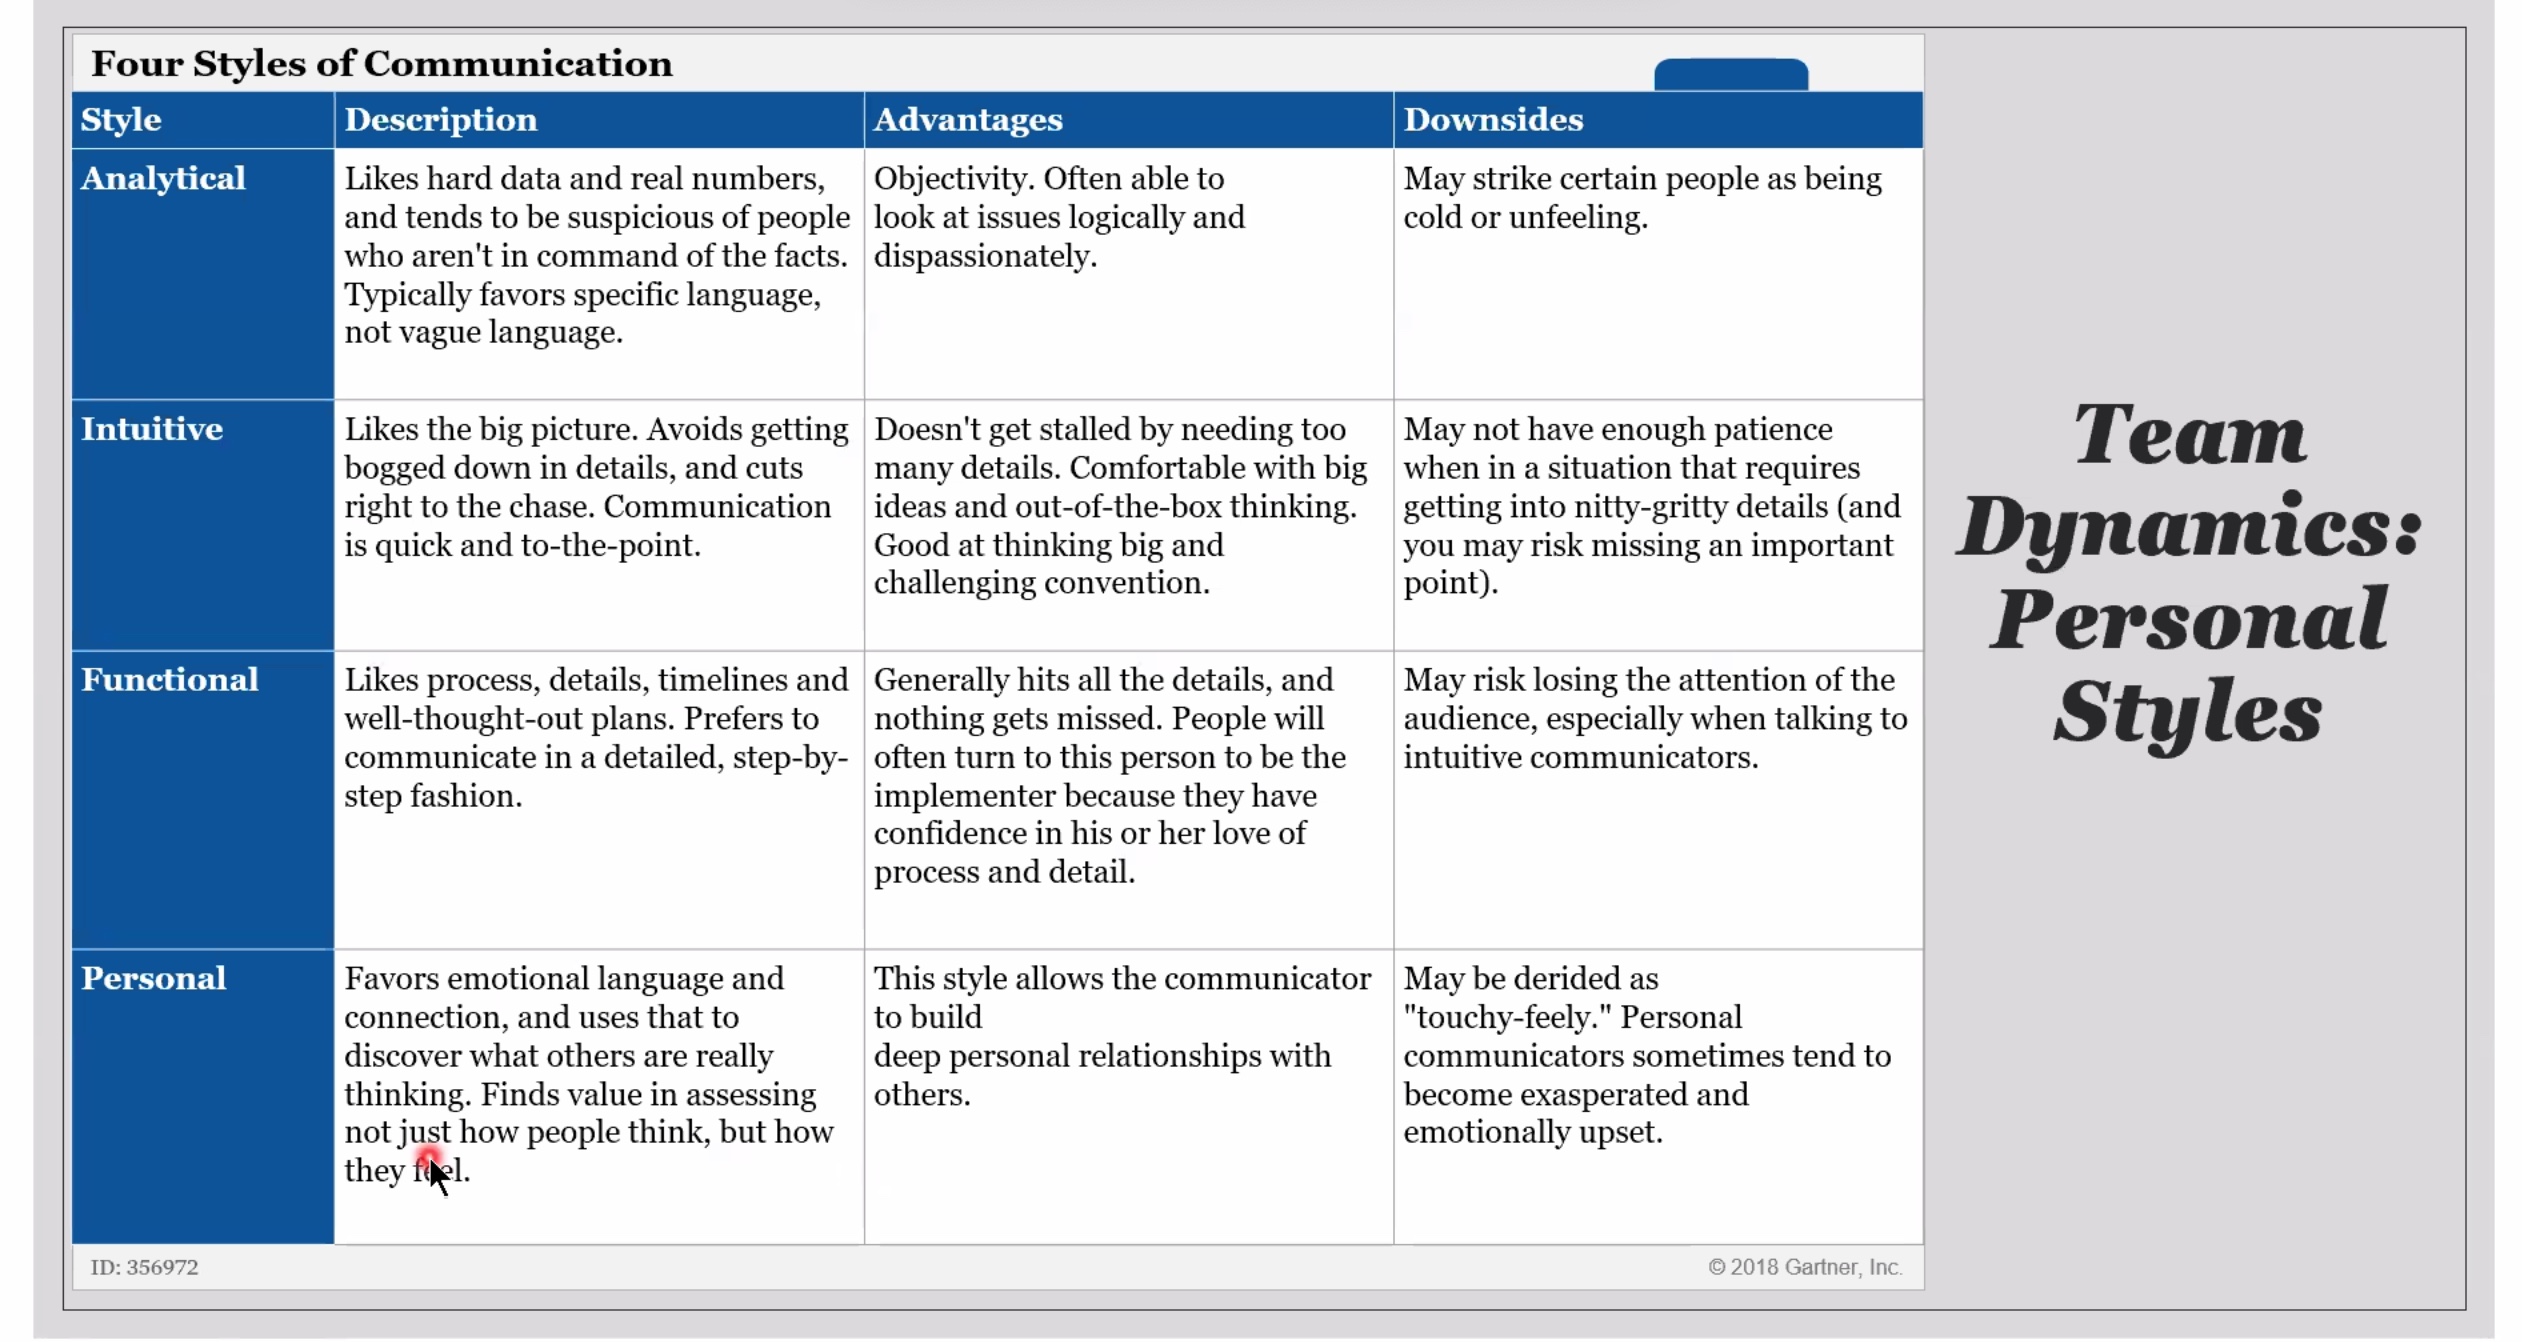 Four Styles of Communication
Style
Description
Advantages
Downsides
Analytical
Likes hard data and real numbers,
and tends to be suspicious of people
who aren't in command of the facts.
Typically favors specific language,
not vague language.
Objectivity. Often able to
look at issues logically and
dispassionately.
May strike certain people as being
cold or unfeeling.
Intuitive
Likes the big picture. Avoids getting
bogged down in details, and cuts
right to the chase. Communication
is quick and to-the-point.
Doesn't get stalled by needing too
many details. Comfortable with big
ideas and out-of-the-box thinking.
Good at thinking big and
challenging convention.
May not have enough patience
when in a situation that requires
getting into nitty-gritty details (and
you may risk missing an important
point).
Functional
Likes process, details, timelines and
well-thought-out plans. Prefers to
communicate in a detailed, step-by-
step fashion.
Generally hits all the details, and
nothing gets missed. People will
often turn to this person to be the
implementer because they have
confidence in his or her love of
process and detail.
May risk losing the attention of the
audience, especially when talking to
intuitive communicators.
Personal
Favors emotional language and
connection, and uses that to
discover what others are really
thinking. Finds value in assessing
not just how people think, but how
they feel.
This style allows the communicator
to build
deep personal relationships with
others.
May be derided as
"touchy-feely." Personal
communicators sometimes tend to
become exasperated and
emotionally upset.
ID: 356972
© 2018 Gartner, Inc.
Team
Dynamics:
Personal
Styles